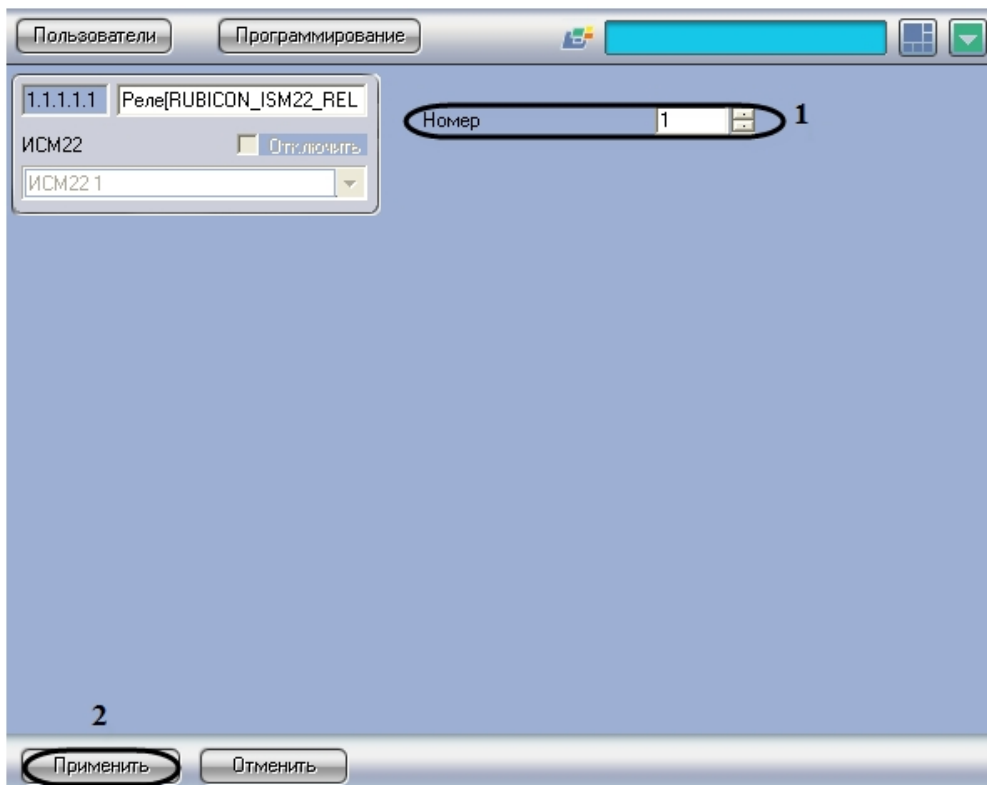 Пользователи Программирование
1.1.1.1.1 Реле[RUBICON_ISM22_REL
Номер 1 1
ИСМ22 Отключить
ИСМ22 1
2
Применить Отменить